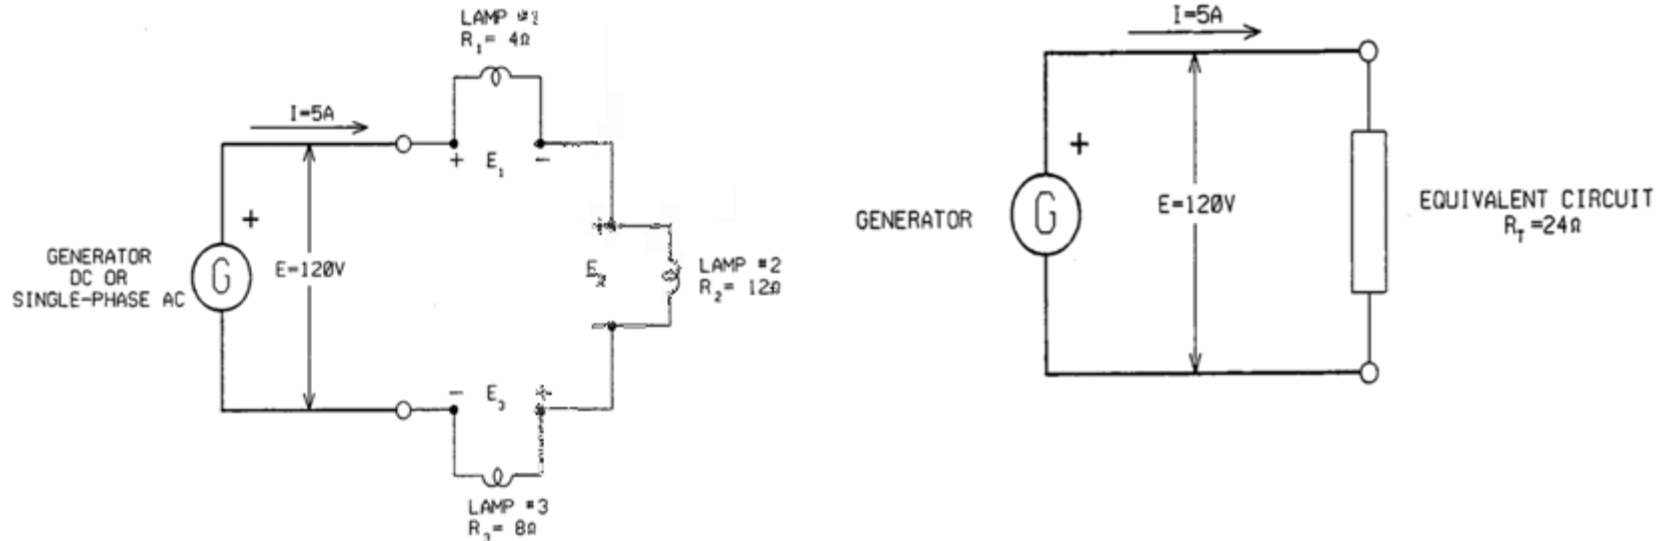 LAMP #1
R₁= 4Ω
I=5A
+ E₁ -
+
GENERATOR
DC OR
SINGLE-PHASE AC
G
E=120V
+
E₂
LAMP #2
R₂= 12Ω
-
- E₃ +
LAMP #3
R₃= 8Ω
I=5A
+
GENERATOR
G
E=120V
EQUIVALENT CIRCUIT
R_T=24Ω